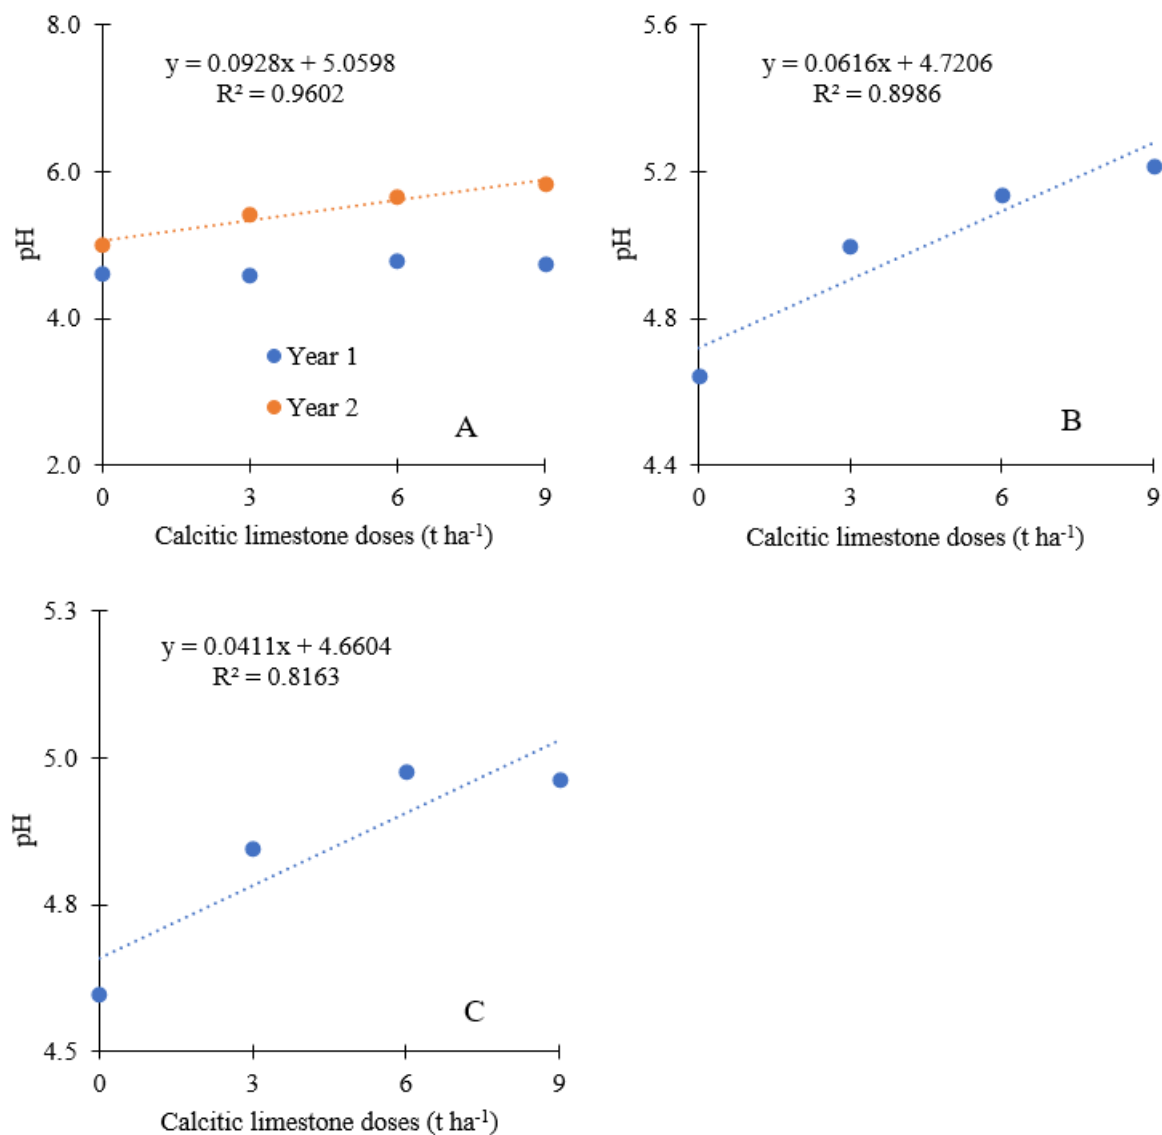 8.0
y = 0.0928x + 5.0598
R² = 0.9602
6.0
pH
4.0
Year 1
Year 2
A
2.0
0 3 6 9
Calcitic limestone doses (t ha⁻¹)
5.6
y = 0.0616x + 4.7206
R² = 0.8986
5.2
pH
4.8
B
4.4
0 3 6 9
Calcitic limestone doses (t ha⁻¹)
5.3
y = 0.0411x + 4.6604
R² = 0.8163
5.0
pH
4.8
C
4.5
0 3 6 9
Calcitic limestone doses (t ha⁻¹)